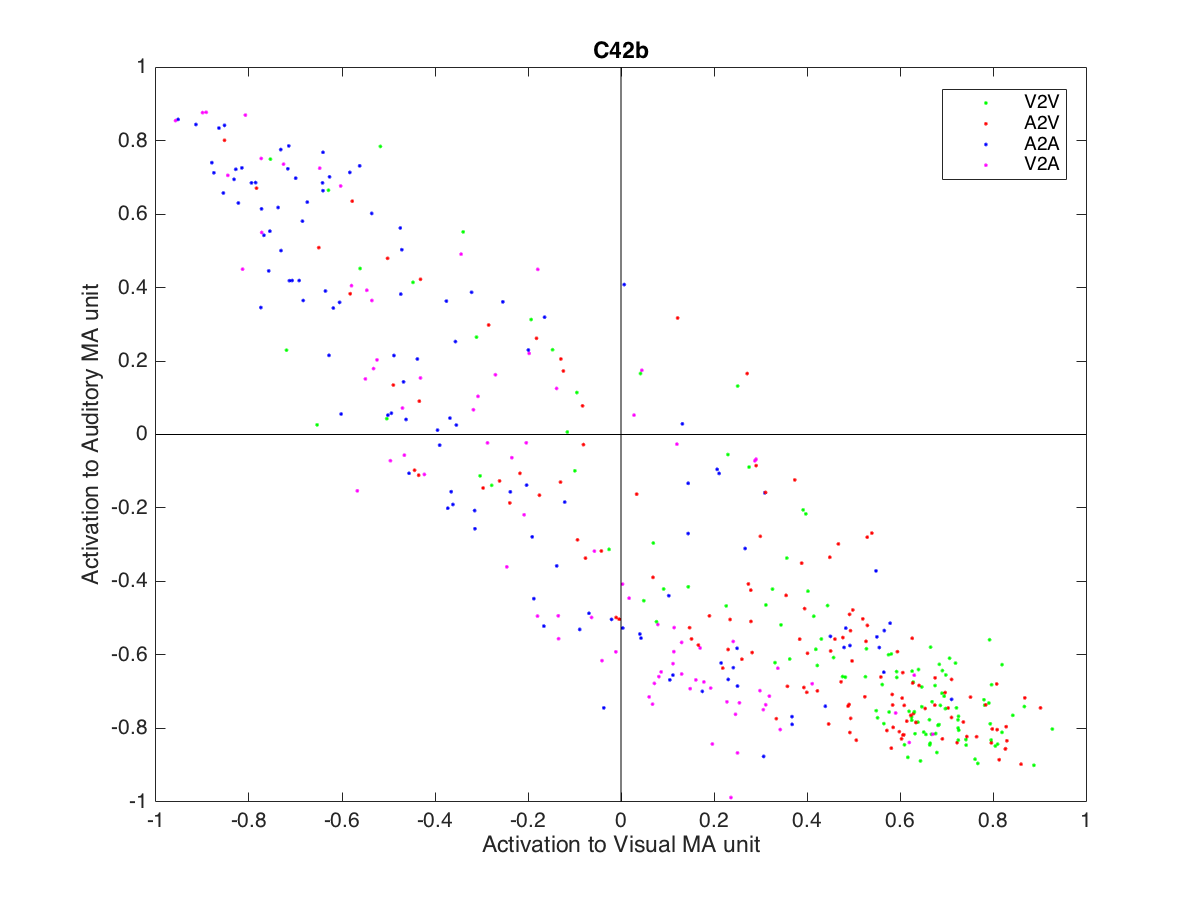 C42b
1
0.8
0.6
0.4
0.2
0
-0.2
-0.4
-0.6
-0.8
-1
Activation to Auditory MA unit
V2V
A2V
A2A
V2A
-1 -0.8 -0.6 -0.4 -0.2 0 0.2 0.4 0.6 0.8 1
Activation to Visual MA unit